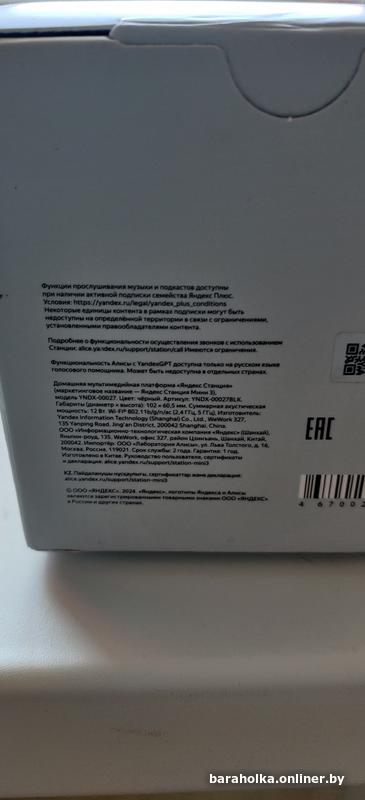 Функции прослушивания музыки и подкастов доступны
при наличии активной подписки семейства Яндекс Плюс.
Условия: https://yandex.ru/legal/yandex_plus_conditions
Некоторые единицы контента в рамках подписки могут быть
недоступны на определённой территории в связи с ограничениями,
установленными правообладателями контента.
Подробнее о функциональности осуществления звонков с использованием
Станции: alice.ya.ru/support/station/call Имеются ограничения.
Функциональность Алисы с YandexGPT доступна только на русском языке
голосового помощника. Может быть недоступна в отдельных странах.
Домашняя мультимедийная платформа «Яндекс Станция»
(маркетинговое название — Яндекс Станция Мини 3),
модель YNDX-00027. Цвет: чёрный. Артикул: YNDX-00027BLK.
Габариты (диаметр × высота): 102 × 60,5 мм. Суммарная акустическая
мощность: 12 Вт. Wi-Fi® 802.11b/g/n/ac (2,4 ГГц, 5 ГГц). Изготовитель:
Yandex Information Technology (Shanghai) Co., Ltd., WeWork 327,
135 Yanping Road, Jing'an District, 200042 Shanghai, China.
ООО «Информационно-технологическая компания «Яндекс» (Шанхай),
Яньпин-роуд, 135, WeWork, офис 327, район Цзинъань, Шанхай, Китай,
200042. Импортёр: ООО «Лаборатория Алисы», ул. Льва Толстого, д. 16,
Москва, Россия, 119021. Срок службы: 2 года. Гарантия: 1 год.
Изготовлено в Китае. Руководство пользователя, сертификаты
и декларация: alice.ya.ru/support/station-mini3
KZ. Пайдаланушы нұсқаулығы, сертификаттар және декларация:
alice.yandex.ru/support/station-mini3
© ООО «ЯНДЕКС», 2024. «Яндекс», логотипы Яндекса и Алисы
являются зарегистрированными товарными знаками ООО «ЯНДЕКС»
в России и других странах.
EAC
4 67002
baraholka.onliner.by